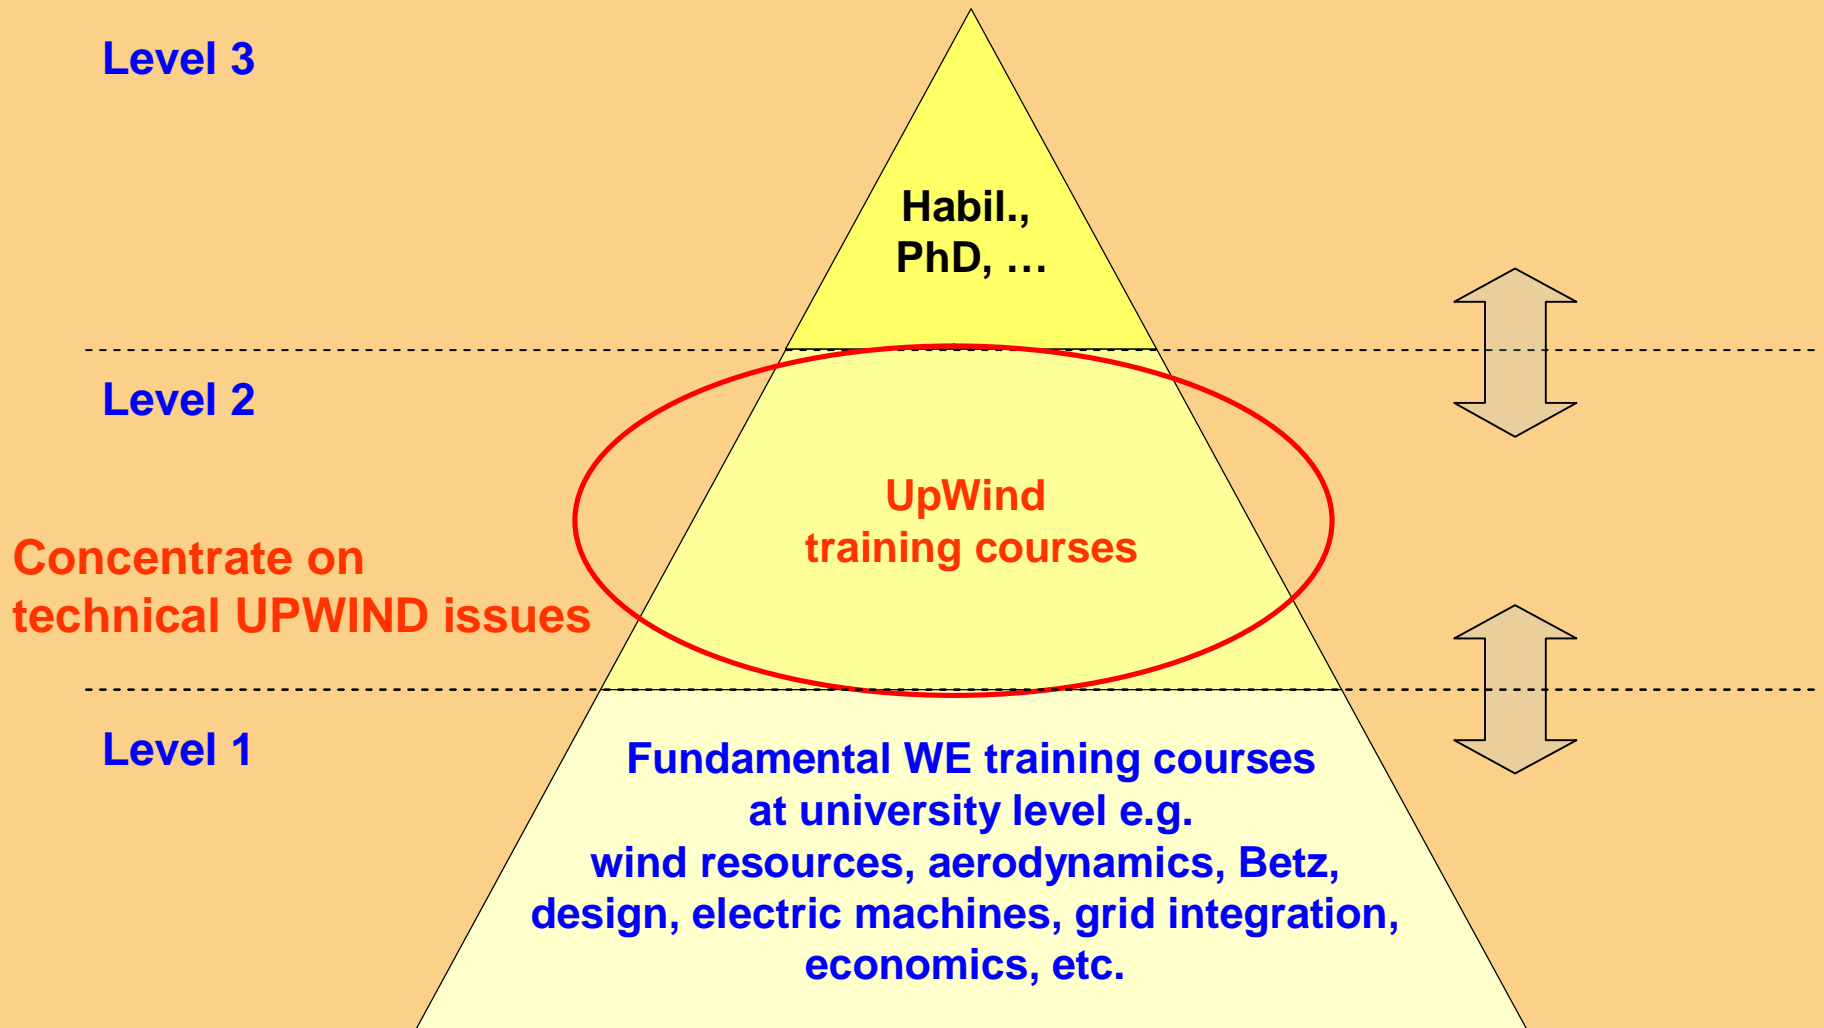 Level 3
Habil.,
PhD, …
Level 2
UpWind
training courses
Concentrate on
technical UPWIND issues
Level 1
Fundamental WE training courses
at university level e.g.
wind resources, aerodynamics, Betz,
design, electric machines, grid integration,
economics, etc.